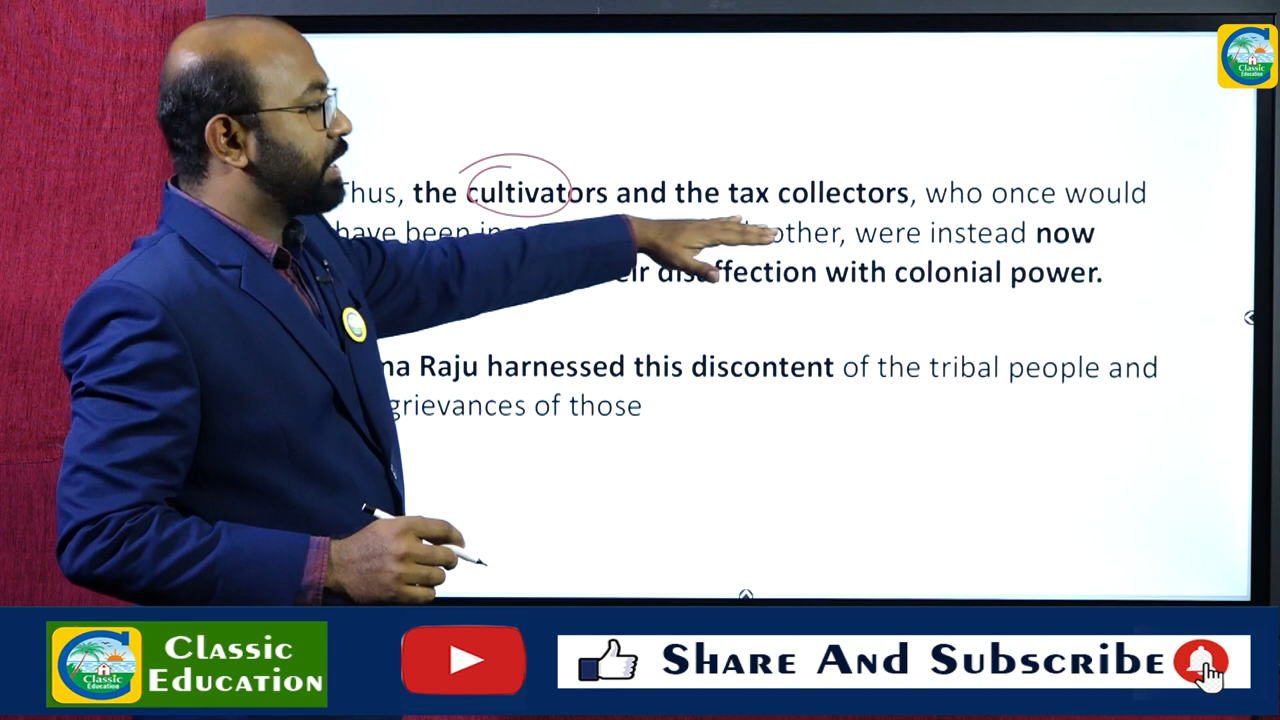 Classic
Education
Thus, the cultivators and the tax collectors, who once would
have been in other, were instead now
disaffection with colonial power.
Raju harnessed this discontent of the tribal people and
grievances of those
Classic
Education
Classic
Education
Share And Subscribe